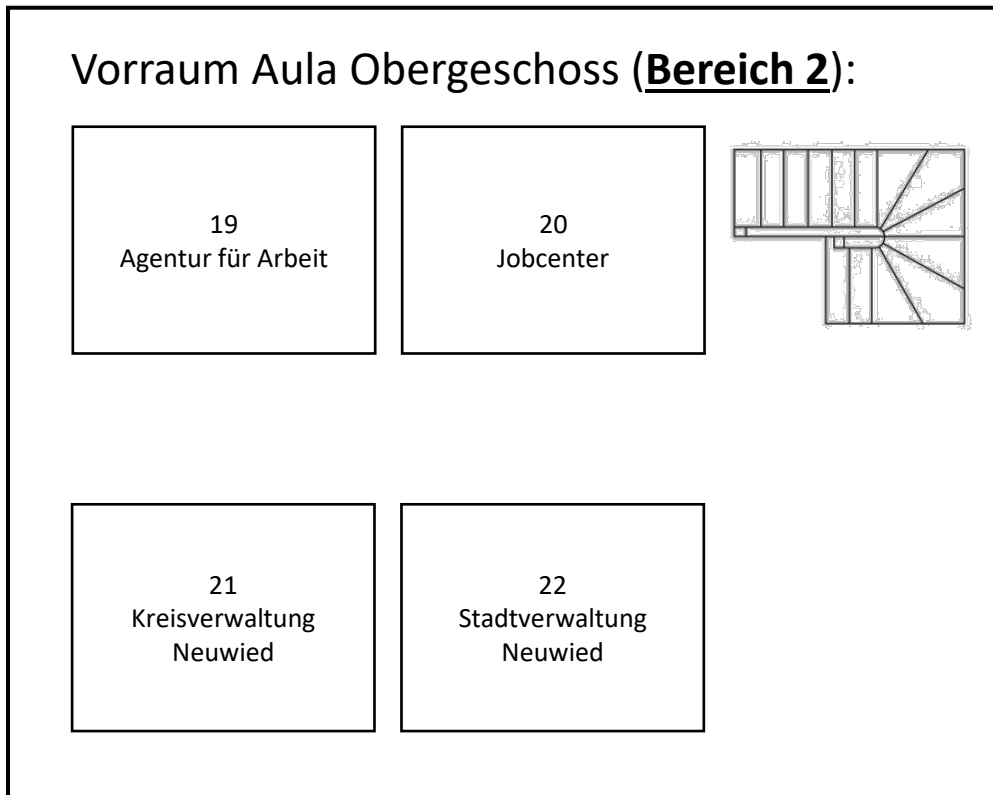 Vorraum Aula Obergeschoss (Bereich 2):
19
Agentur für Arbeit
20
Jobcenter
21
Kreisverwaltung
Neuwied
22
Stadtverwaltung
Neuwied